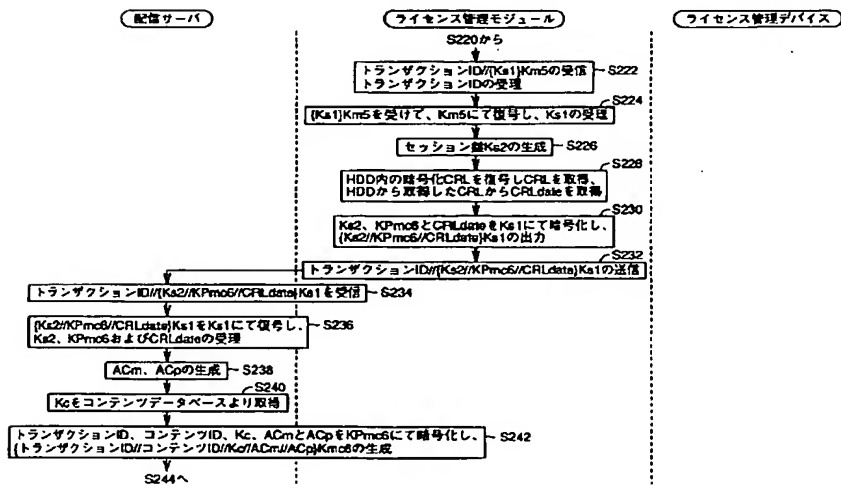 配信サーバ
ライセンス管理モジュール
ライセンス管理デバイス
S220から
トランザクションID//{Ks1}Km5の受信
トランザクションIDの受理
S222
S224
{Ks1}Km5を受けて、Km5にて復号し、Ks1の受理
セッション鍵Ks2の生成
S226
S228
HDD内の暗号化CRLを復号しCRLを取得、
HDDから取得したCRLからCRLdateを取得
S230
Ks2、KPmc6とCRLdateをKs1にて暗号化し、
{Ks2//KPmc6//CRLdate}Ks1の出力
S232
トランザクションID//{Ks2//KPmc6//CRLdata}Ks1の送信
トランザクションID//{Ks2//KPmc6//CRLdata}Ks1を受信
S234
{Ks2//KPmc6//CRLdate}Ks1をKs1にて復号し、
Ks2、KPmc6およびCRLdateの受理
S236
ACm、ACpの生成
S238
S240
Kcをコンテンツデータベースより取得
トランザクションID、コンテンツID、Kc、ACmとACpをKPmc6にて暗号化し、
{トランザクションID//コンテンツID//Kc//ACm//ACp}Kmc6の生成
S242
S244へ